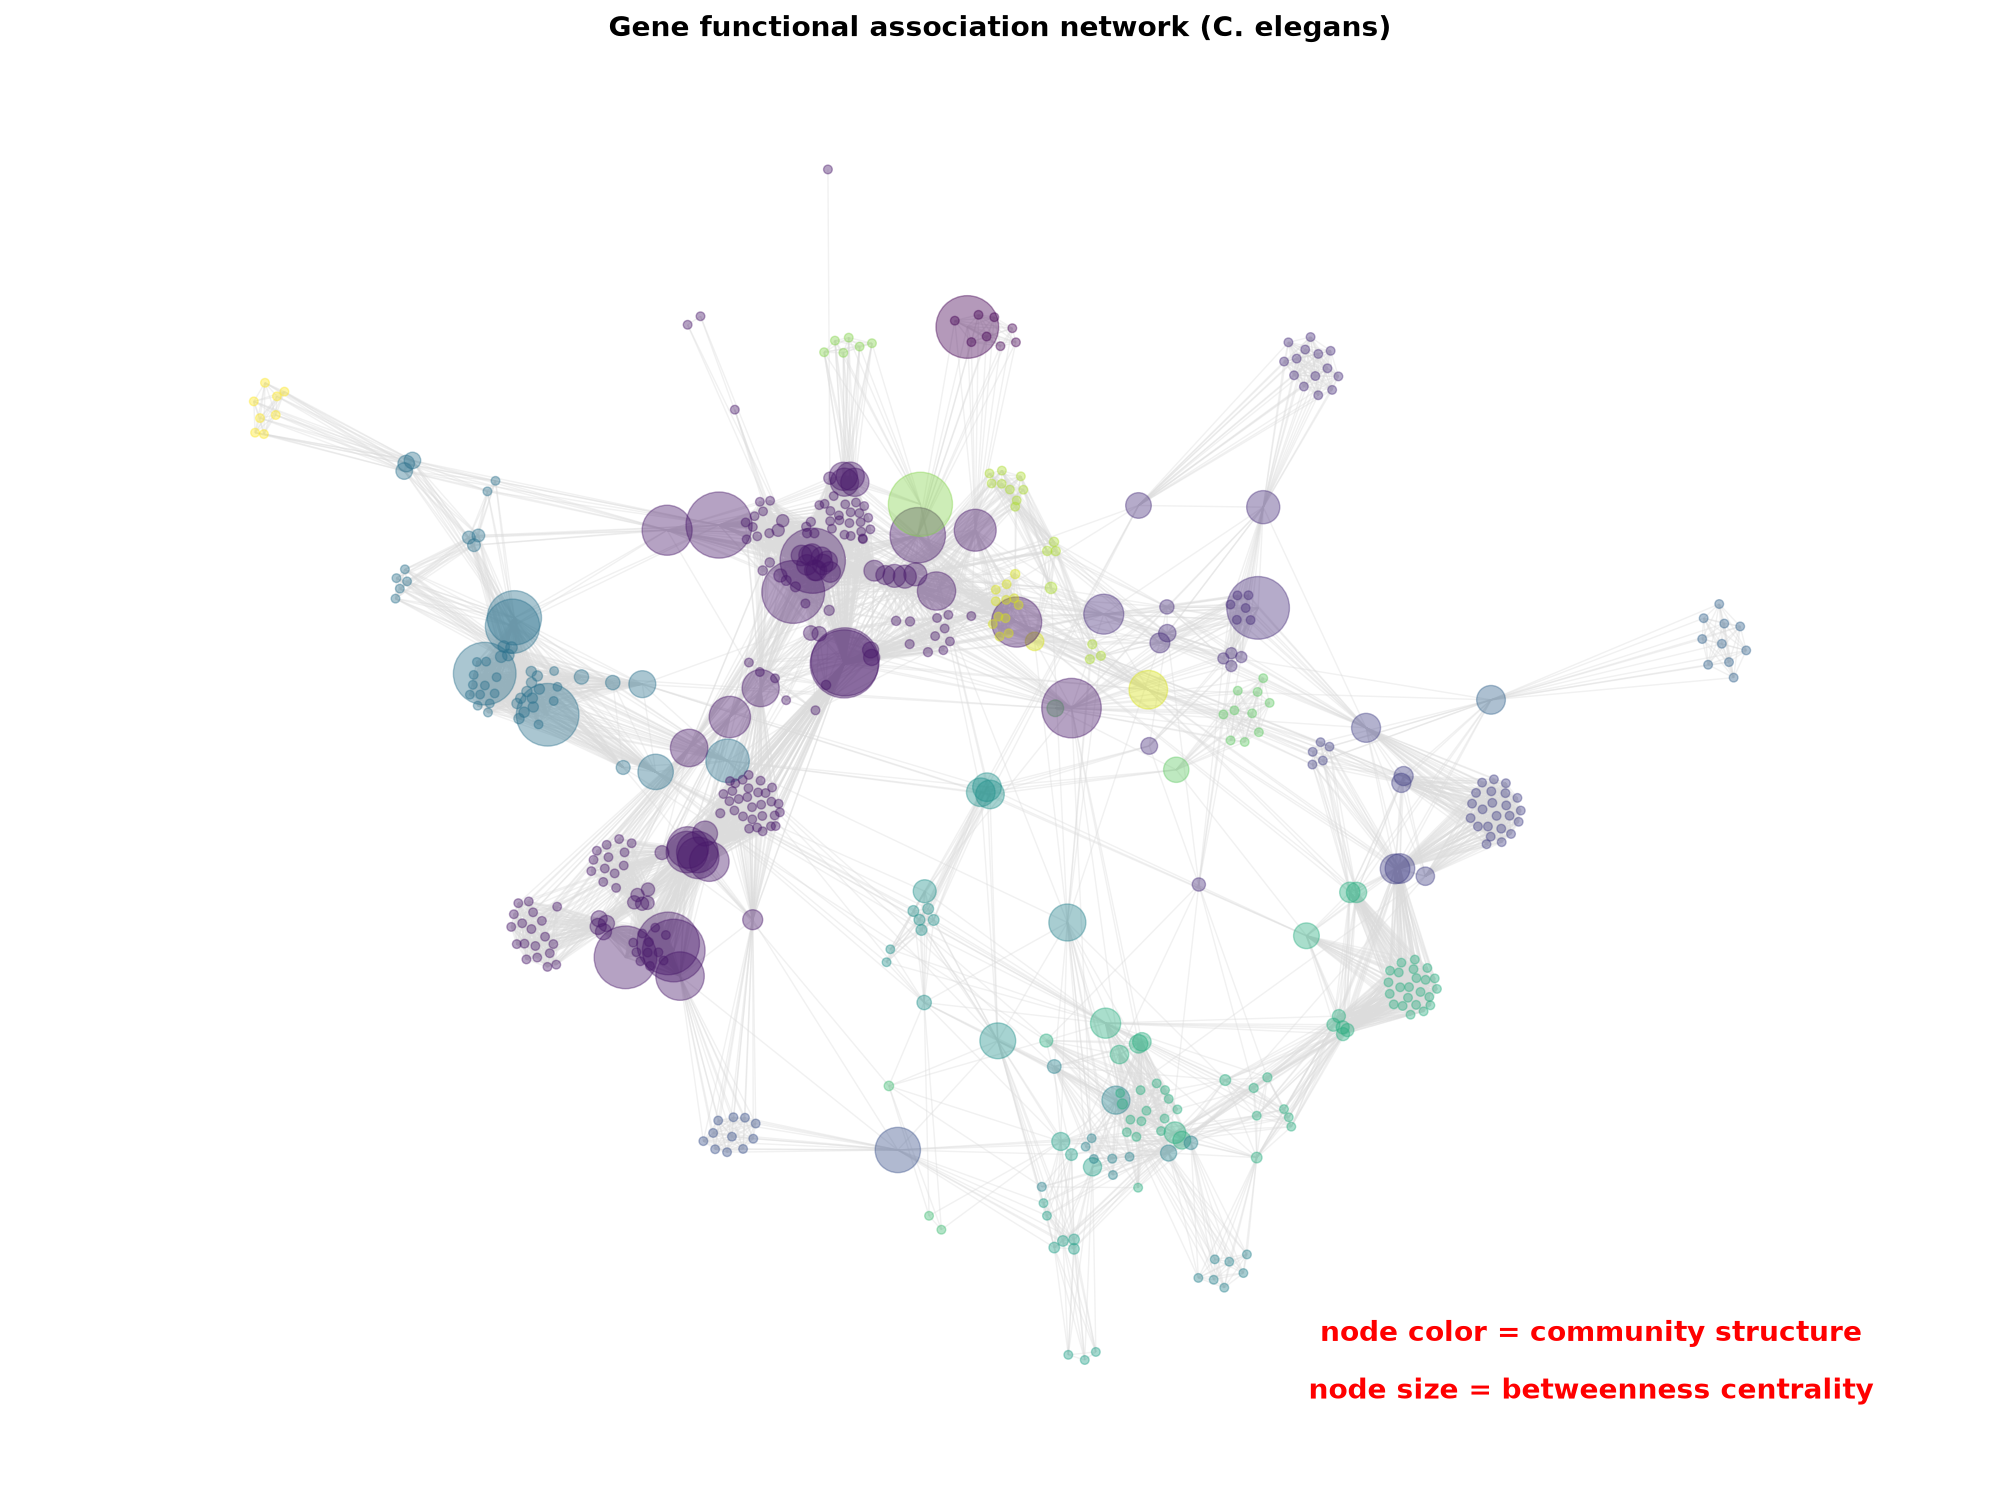 Gene functional association network (C. elegans)
node color = community structure
node size = betweenness centrality